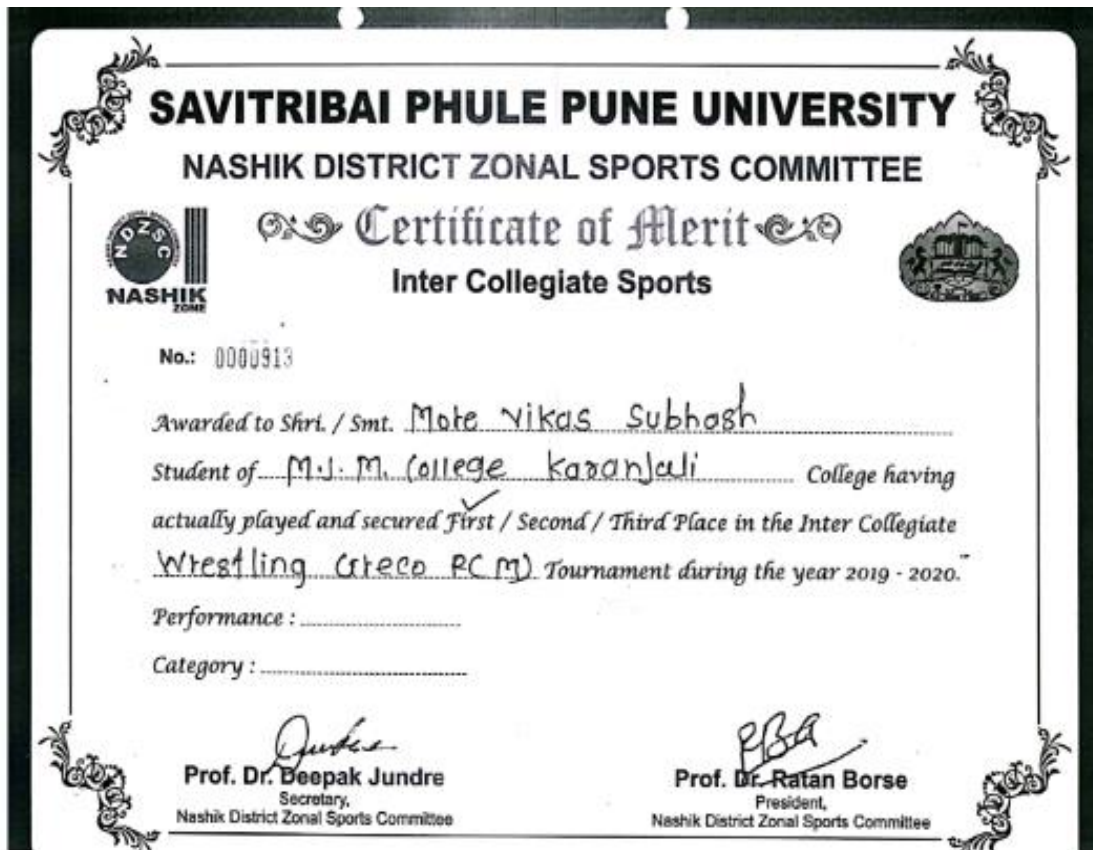 SAVITRIBAI PHULE PUNE UNIVERSITY
NASHIK DISTRICT ZONAL SPORTS COMMITTEE
NDZSC
NASHIK
ZONE
Certificate of Merit
Inter Collegiate Sports
No.: 0000913
Awarded to Shri. / Smt. Mote Vikas Subhash
Student of M.J.M. College Karanjali College having
actually played and secured First / Second / Third Place in the Inter Collegiate
Wrestling Greco RC M) Tournament during the year 2019 - 2020.
Performance :
Category :
Prof. Dr. Deepak Jundre
Secretary,
Nashik District Zonal Sports Committee
Prof. Dr. Ratan Borse
President,
Nashik District Zonal Sports Committee